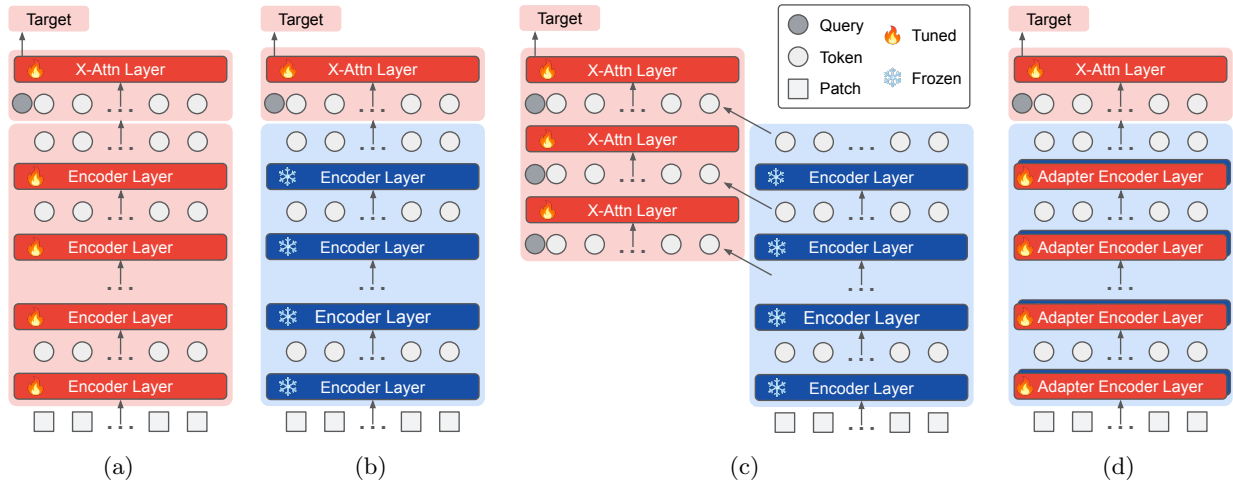 Target
X-Attn Layer
...
...
Encoder Layer
...
Encoder Layer
...
Encoder Layer
...
Encoder Layer
...
(a)
Target
X-Attn Layer
...
...
Encoder Layer
...
Encoder Layer
...
Encoder Layer
...
Encoder Layer
...
(b)
Target
X-Attn Layer
...
X-Attn Layer
...
X-Attn Layer
...
...
Encoder Layer
...
Encoder Layer
...
Encoder Layer
...
Encoder Layer
...
(c)
Query
Token
Patch
Tuned
Frozen
Target
X-Attn Layer
...
...
Adapter Encoder Layer
...
Adapter Encoder Layer
...
Adapter Encoder Layer
...
Adapter Encoder Layer
...
(d)